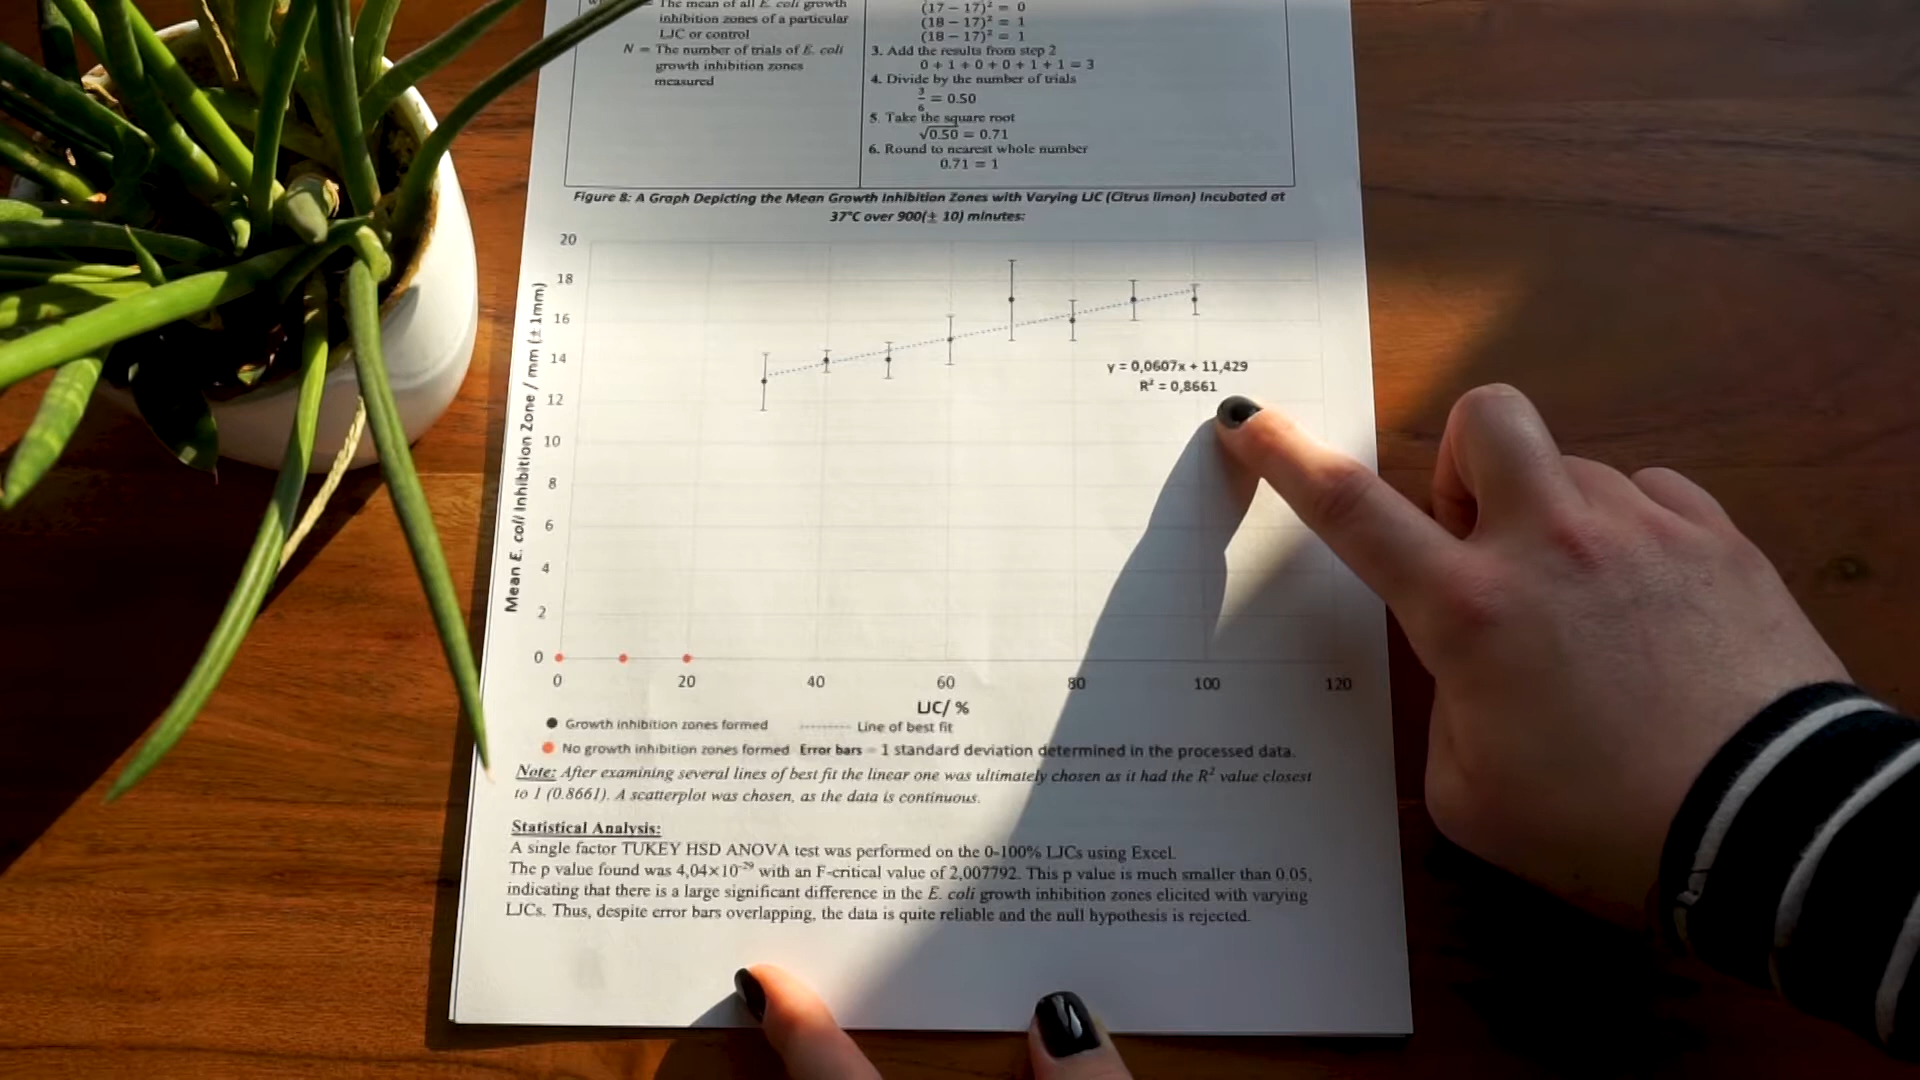 The mean of all E. coli growth
inhibition zones of a particular
LJC or control
N = The number of trials of E. coli
growth inhibition zones
measured
(17 − 17)² = 0
(18 − 17)² = 1
(18 − 17)² = 1
3. Add the results from step 2
0 + 1 + 0 + 0 + 1 + 1 = 3
4. Divide by the number of trials
3/6 = 0.50
5. Take the square root
√0.50 = 0.71
6. Round to nearest whole number
0.71 = 1
Figure 8: A Graph Depicting the Mean Growth Inhibition Zones with Varying LJC (Citrus limon) Incubated at
37°C over 900(± 10) minutes:
Mean E. coli Inhibition Zone / mm (± 1mm)
20
18
16
14
12
10
8
6
4
2
0
y = 0,0607x + 11,429
R² = 0,8661
0 20 40 60 80 100 120
LJC/ %
Growth inhibition zones formed Line of best fit
No growth inhibition zones formed Error bars = 1 standard deviation determined in the processed data.
Note: After examining several lines of best fit the linear one was ultimately chosen as it had the R² value closest
to 1 (0.8661). A scatterplot was chosen, as the data is continuous.
Statistical Analysis:
A single factor TUKEY HSD ANOVA test was performed on the 0-100% LJCs using Excel.
The p value found was 4,04×10⁻²⁹ with an F-critical value of 2,007792. This p value is much smaller than 0.05,
indicating that there is a large significant difference in the E. coli growth inhibition zones elicited with varying
LJCs. Thus, despite error bars overlapping, the data is quite reliable and the null hypothesis is rejected.